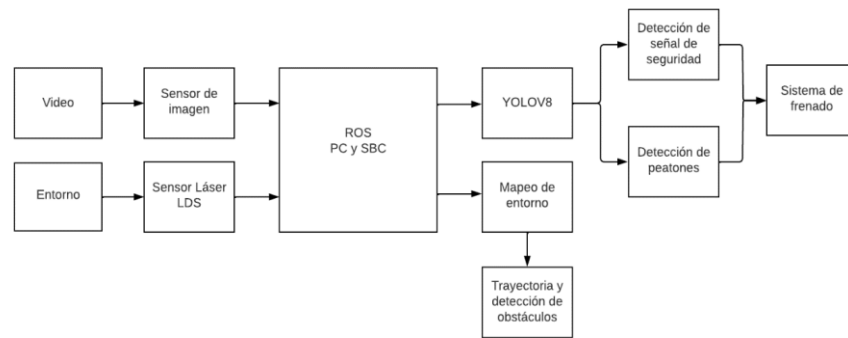 Video
Sensor de
imagen
Entorno
Sensor Láser
LDS
ROS
PC y SBC
YOLOV8
Mapeo de
entorno
Trayectoria y
detección de
obstáculos
Detección de
señal de
seguridad
Detección de
peatones
Sistema de
frenado